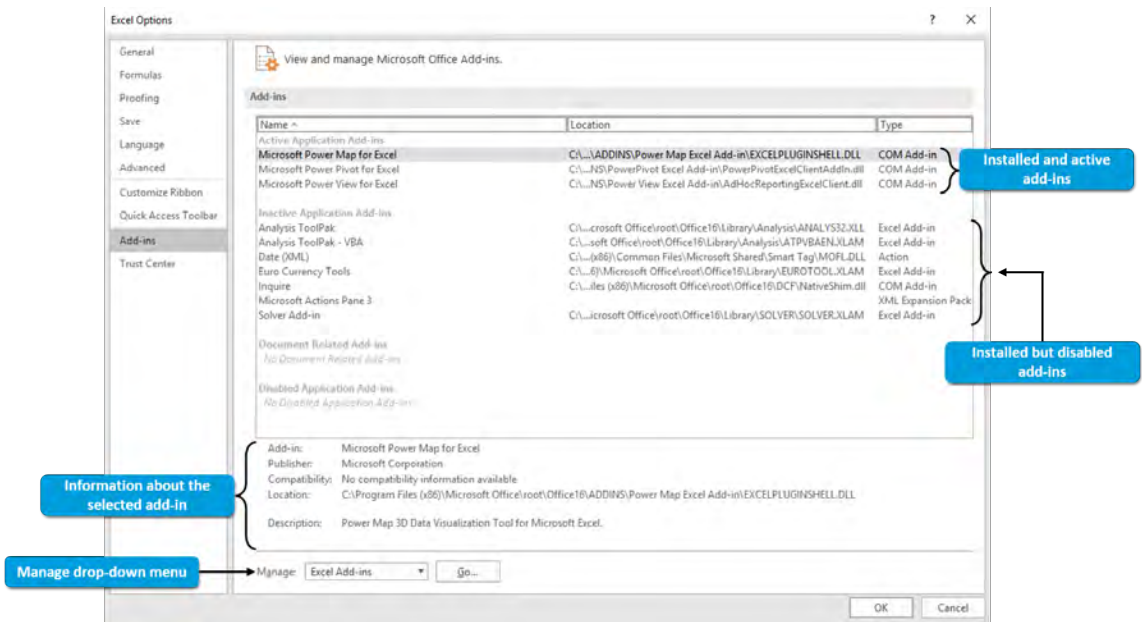 Excel Options
? ×
General
Formulas
Proofing
Save
Language
Advanced
Customize Ribbon
Quick Access Toolbar
Add-ins
Trust Center
View and manage Microsoft Office Add-ins.
Add-ins
Name Location Type
Active Application Add-ins
Microsoft Power Map for Excel C:\...\ADDINS\Power Map Excel Add-in\EXCELPLUGINSHELL.DLL COM Add-in
Microsoft Power Pivot for Excel C:\...NS\PowerPivot Excel Add-in\PowerPivotExcelClientAddIn.dll COM Add-in
Microsoft Power View for Excel C:\...NS\Power View Excel Add-in\AdHocReportingExcelClient.dll COM Add-in
Inactive Application Add-ins
Analysis ToolPak C:\...crosoft Office\root\Office16\Library\Analysis\ANALYS32.XLL Excel Add-in
Analysis ToolPak - VBA C:\...soft Office\root\Office16\Library\Analysis\ATPVBAEN.XLAM Excel Add-in
Date (XML) C:\...(x86)\Common Files\Microsoft Shared\Smart Tag\MOFL.DLL Action
Euro Currency Tools C:\...6)\Microsoft Office\root\Office16\Library\EUROTOOL.XLAM Excel Add-in
Inquire C:\...iles (x86)\Microsoft Office\root\Office16\DCF\NativeShim.dll COM Add-in
Microsoft Actions Pane 3 XML Expansion Pack
Solver Add-in C:\...icrosoft Office\root\Office16\Library\SOLVER\SOLVER.XLAM Excel Add-in
Document Related Add-ins
No Document Related Add-ins
Disabled Application Add-ins
No Disabled Application Add-ins
Installed and active
add-ins
Installed but disabled
add-ins
Add-in: Microsoft Power Map for Excel
Publisher: Microsoft Corporation
Compatibility: No compatibility information available
Location: C:\Program Files (x86)\Microsoft Office\root\Office16\ADDINS\Power Map Excel Add-in\EXCELPLUGINSHELL.DLL
Description: Power Map 3D Data Visualization Tool for Microsoft Excel.
Information about the
selected add-in
Manage drop-down menu
Manage: Excel Add-ins Go...
OK Cancel